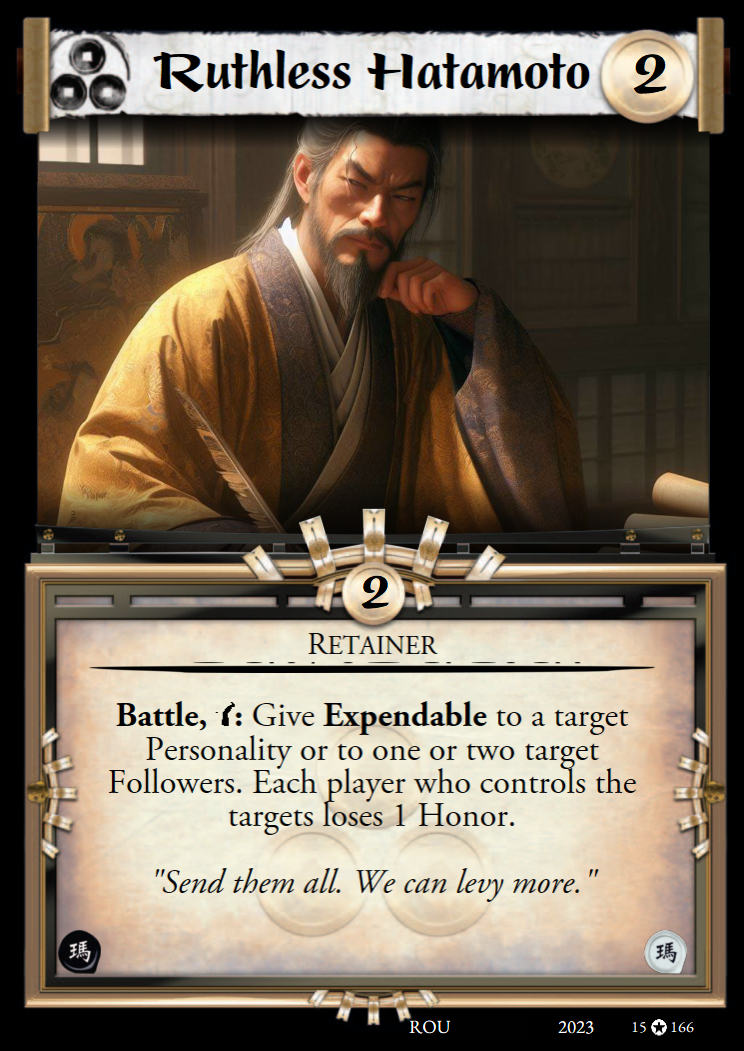 Ruthless Hatamoto 2
2
RETAINER
Battle, : Give Expendable to a target
Personality or to one or two target
Followers. Each player who controls the
targets loses 1 Honor.
"Send them all. We can levy more."
瑪 瑪
ROU 2023 15 166